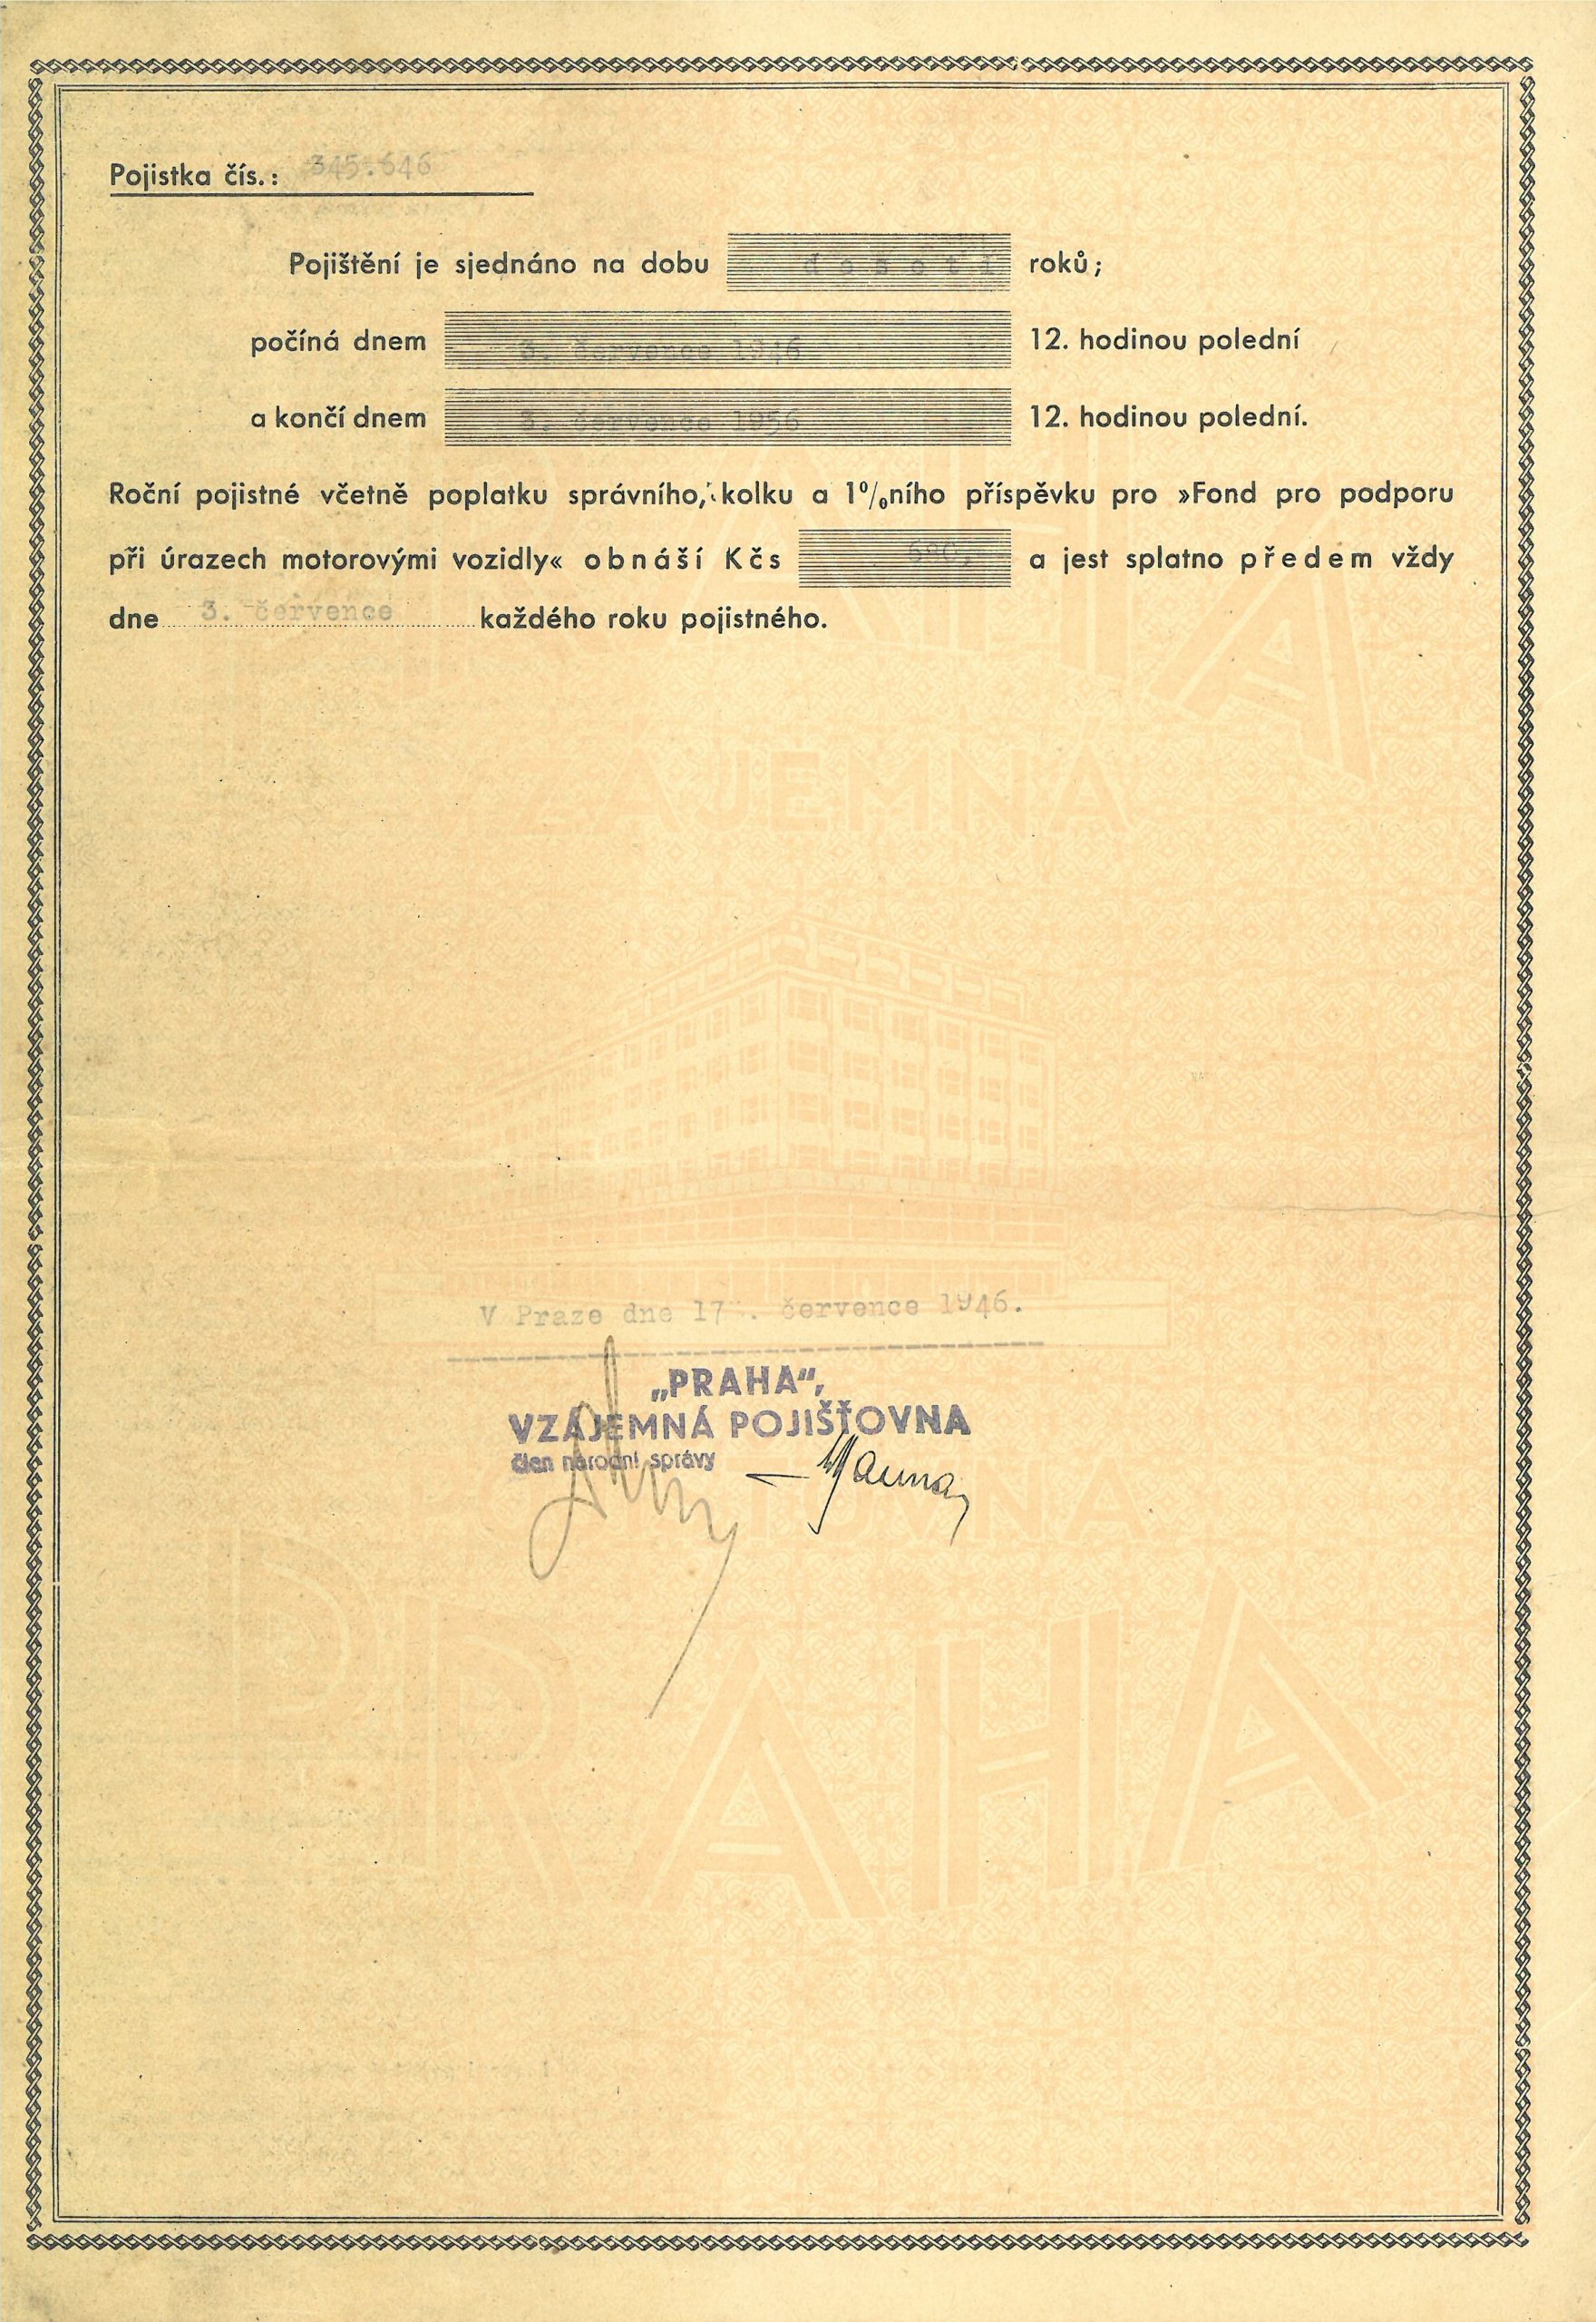 Pojistka čís.: 345.646
Pojištění je sjednáno na dobu deseti roků;
počíná dnem 3. července 1946 12. hodinou polední
a končí dnem 3. července 1956 12. hodinou polední.
Roční pojistné včetně poplatku správního, kolku a 1%ního příspěvku pro »Fond pro podporu
při úrazech motorovými vozidly« obnáší Kčs a jest splatno předem vždy
dne 3. července každého roku pojistného.
PRAHA
VZÁJEMNÁ
V Praze dne 17. července 1946.
„PRAHA“,
VZÁJEMNÁ POJIŠŤOVNA
člen národní správy
PRAHA